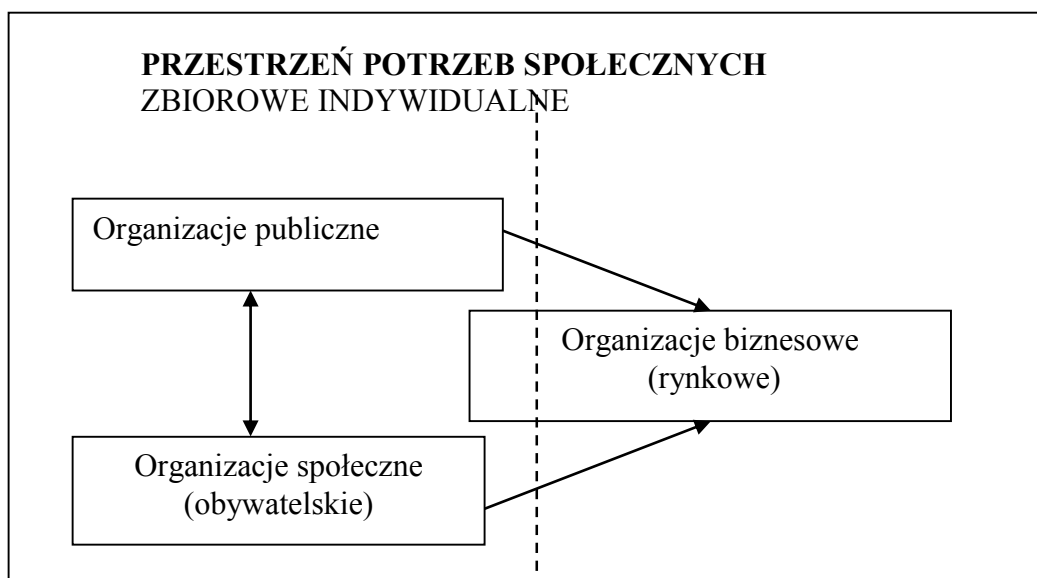 PRZESTRZEŃ POTRZEB SPOŁECZNYCH
ZBIOROWE INDYWIDUALNE
Organizacje publiczne
Organizacje biznesowe
(rynkowe)
Organizacje społeczne
(obywatelskie)